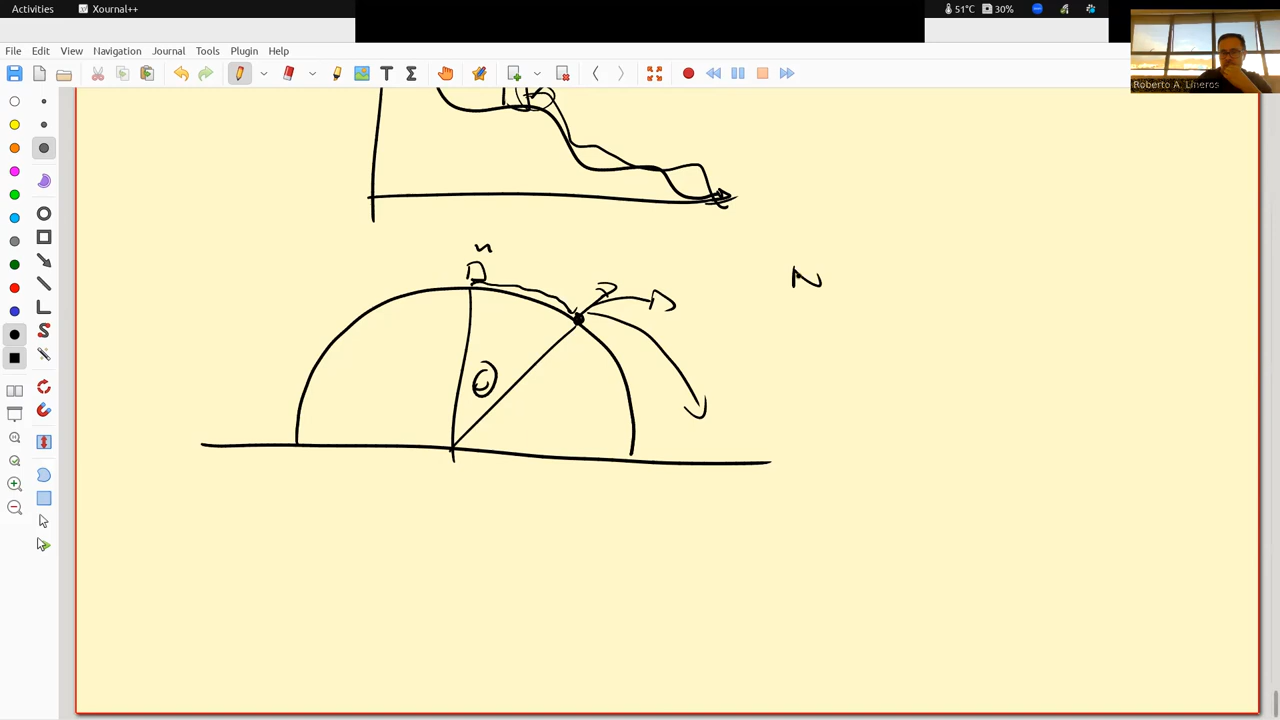 Activities Xournal++ 51°C 30%
File Edit View Navigation Journal Tools Plugin Help
Roberto A. Lineros
N